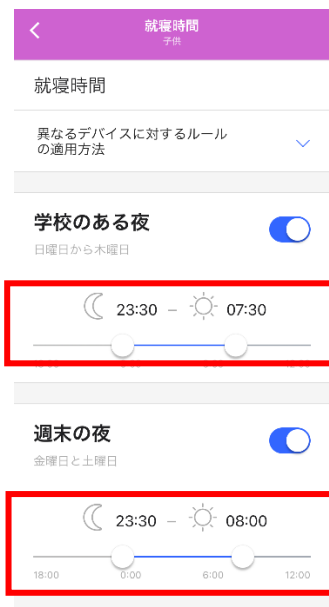 就寝時間
子供
就寝時間
異なるデバイスに対するルール
の適用方法
学校のある夜
日曜日から木曜日
23:30 – 07:30
週末の夜
金曜日と土曜日
23:30 – 08:00
18:00 0:00 6:00 12:00